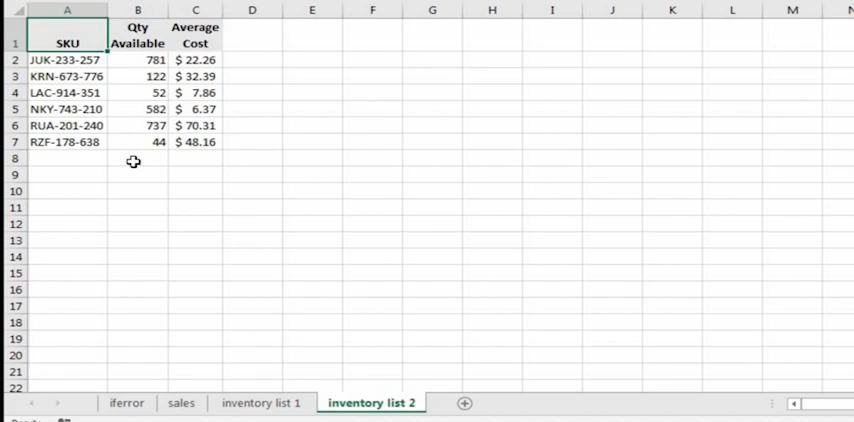 A B C D E F G H I J K L M N
1 SKU Qty Available Average Cost
2 JUK-233-257 781 $ 22.26
3 KRN-673-776 122 $ 32.39
4 LAC-914-351 52 $ 7.86
5 NKY-743-210 582 $ 6.37
6 RUA-201-240 737 $ 70.31
7 RZF-178-638 44 $ 48.16
8
9
10
11
12
13
14
15
16
17
18
19
20
21
22
iferror sales inventory list 1 inventory list 2